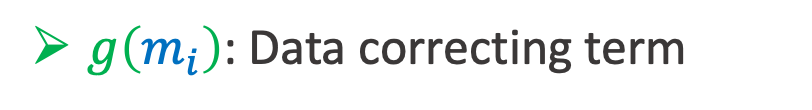 ➢ g(mᵢ): Data correcting term